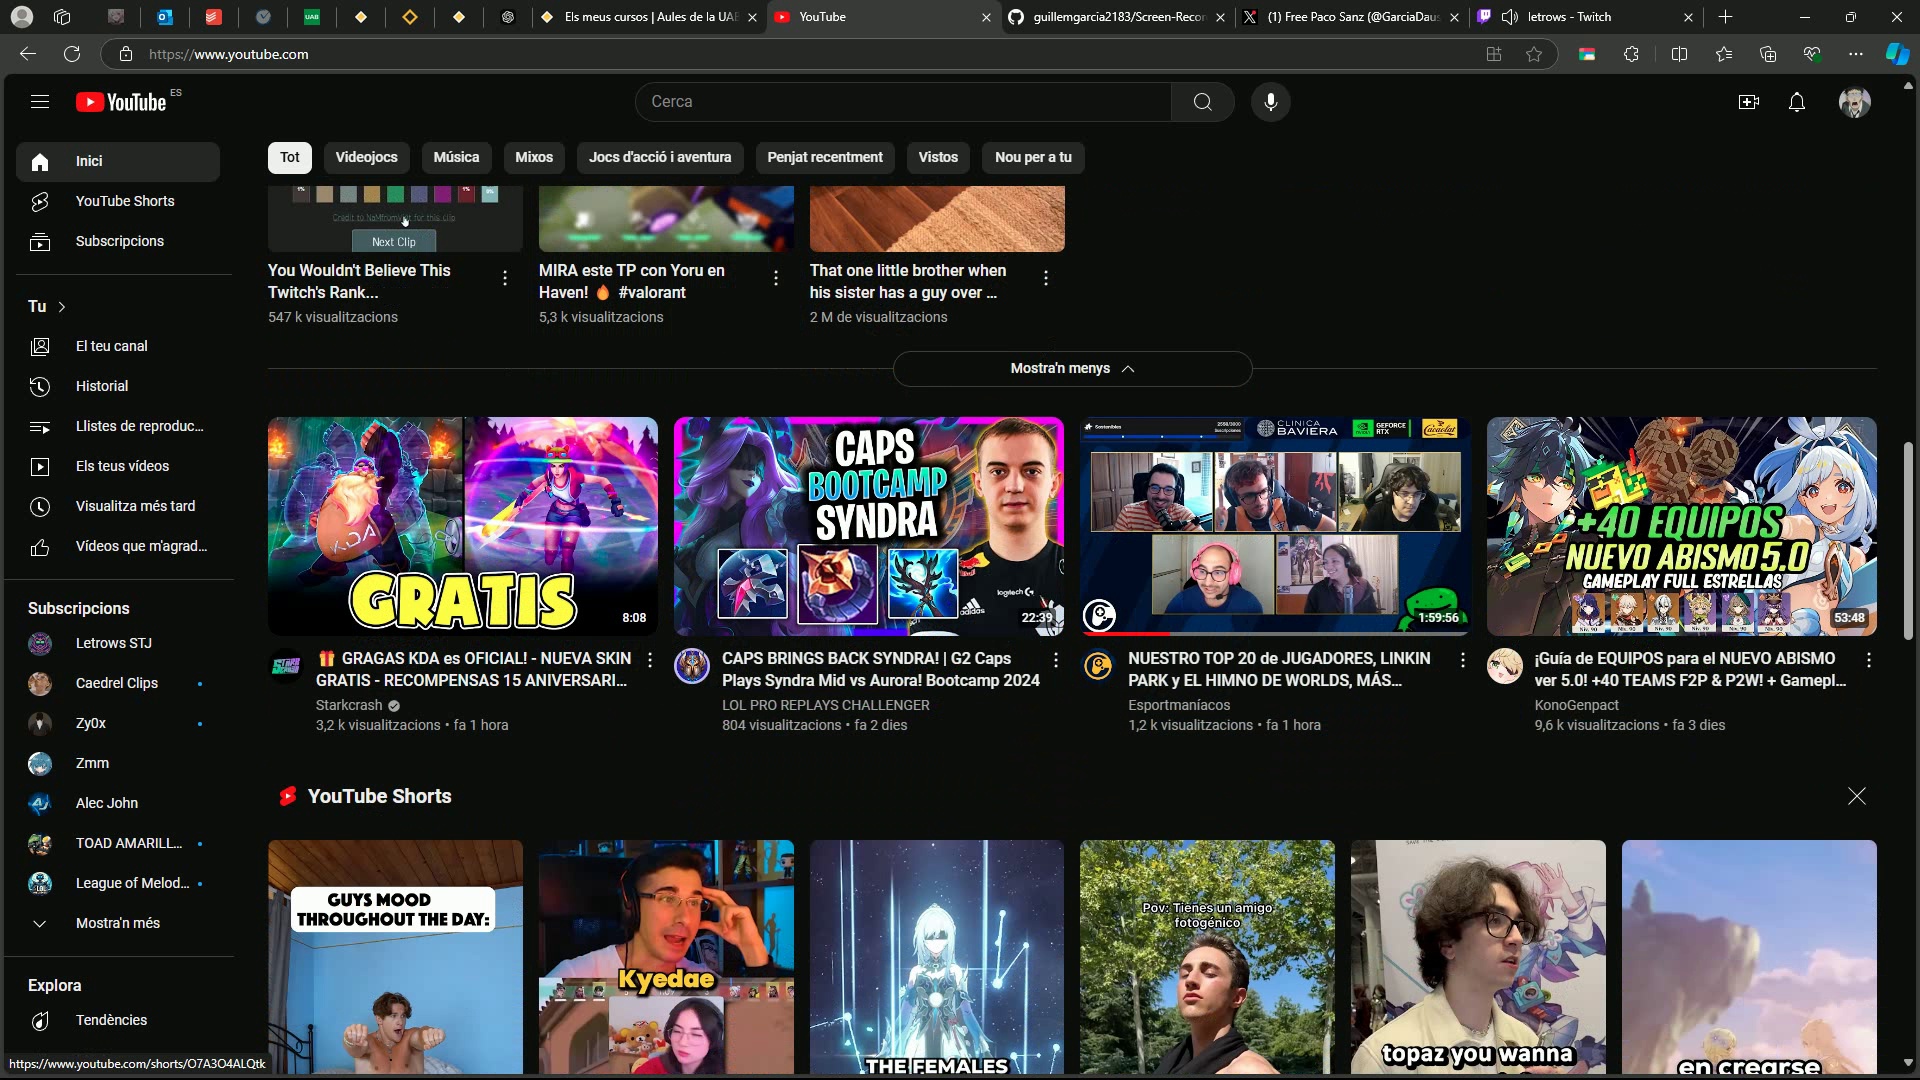 Els meus cursos | Aules de la UAB
YouTube
guillemgarcia2183/Screen-Recor
(1) Free Paco Sanz (@GarciaDaus
letrows - Twitch
https://www.youtube.com
YouTube ES
Cerca
Tot
Videojocs
Música
Mixos
Jocs d'acció i aventura
Penjat recentment
Vistos
Nou per a tu
Inici
YouTube Shorts
Subscripcions
Tu
El teu canal
Historial
Llistes de reproduc...
Els teus vídeos
Visualitza més tard
Vídeos que m'agrad...
Subscripcions
Letrows STJ
Caedrel Clips
Zy0x
Zmm
Alec John
TOAD AMARILL...
League of Melod...
Mostra'n més
Explora
Tendències
https://www.youtube.com/shorts/O7A3O4ALQtk
Next Clip
You Wouldn't Believe This
Twitch's Rank...
547 k visualitzacions
MIRA este TP con Yoru en
Haven! 🔥 #valorant
5,3 k visualitzacions
That one little brother when
his sister has a guy over ...
2 M de visualitzacions
Mostra'n menys
KDA
GRATIS
8:08
🎁 GRAGAS KDA es OFICIAL! - NUEVA SKIN
GRATIS - RECOMPENSAS 15 ANIVERSARI...
Starkcrash
3,2 k visualitzacions • fa 1 hora
CAPS
BOOTCAMP
SYNDRA
logitech G
adidas
22:39
CAPS BRINGS BACK SYNDRA! | G2 Caps
Plays Syndra Mid vs Aurora! Bootcamp 2024
LOL PRO REPLAYS CHALLENGER
804 visualitzacions • fa 2 dies
CLINICA
BAVIERA
GEFORCE
RTX
Cacaolat
1:59:56
NUESTRO TOP 20 de JUGADORES, LINKIN
PARK y EL HIMNO DE WORLDS, MÁS...
Esportmaníacos
1,2 k visualitzacions • fa 1 hora
+40 EQUIPOS
NUEVO ABISMO 5.0
GAMEPLAY FULL ESTRELLAS
53:48
¡Guía de EQUIPOS para el NUEVO ABISMO
ver 5.0! +40 TEAMS F2P & P2W! + Gamepl...
KonoGenpact
9,6 k visualitzacions • fa 3 dies
YouTube Shorts
GUYS MOOD
THROUGHOUT THE DAY:
Kyedae
THE FEMALES
Pov: Tienes un amigo
fotogénico
topaz you wanna
en crearse